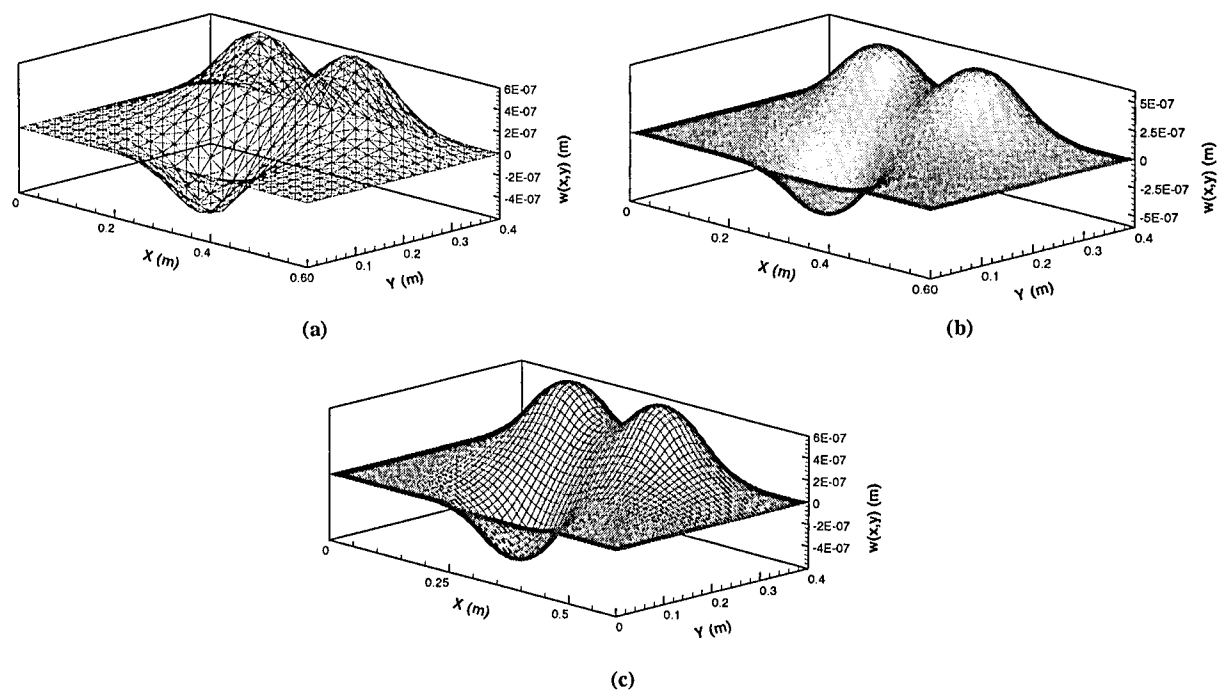 6E-07
4E-07
2E-07
0
-2E-07
-4E-07
w(x,y) (m)
0
0.2
0.4
0.60
X (m)
0.1
0.2
0.3
0.4
Y (m)
(a)
5E-07
2.5E-07
0
-2.5E-07
-5E-07
w(x,y) (m)
0
0.2
0.4
0.60
X (m)
0.1
0.2
0.3
0.4
Y (m)
(b)
6E-07
4E-07
2E-07
0
-2E-07
-4E-07
w(x,y) (m)
0
0.25
0.5
X (m)
0
0.1
0.2
0.3
0.4
Y (m)
(c)